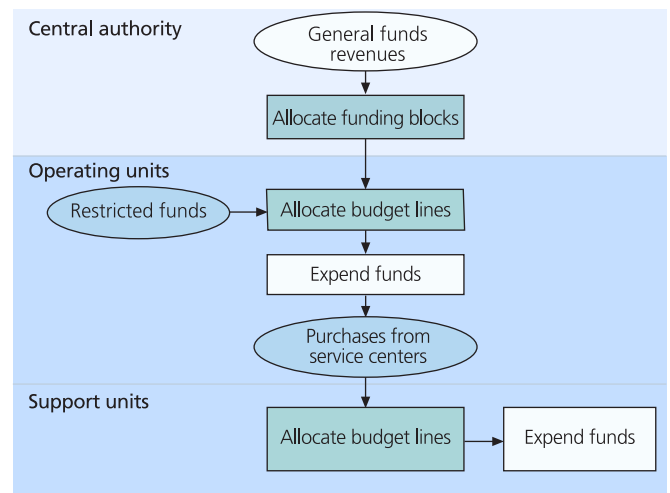 Central authority
General funds
revenues
Allocate funding blocks
Operating units
Restricted funds
Allocate budget lines
Expend funds
Purchases from
service centers
Support units
Allocate budget lines
Expend funds